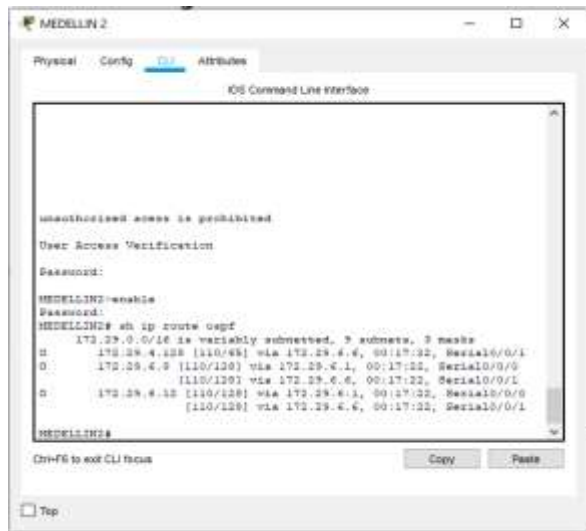 MEDELLIN 2
Physical Config CLI Attributes
IOS Command Line Interface
unauthorized acess is prohibited
User Access Verification
Password:
MEDELLIN2>enable
Password:
MEDELLIN2# sh ip route ospf
172.29.0.0/16 is variably subnetted, 9 subnets, 3 masks
O 172.29.4.128 [110/65] via 172.29.6.6, 00:17:22, Serial0/0/1
O 172.29.6.8 [110/128] via 172.29.6.1, 00:17:22, Serial0/0/0
[110/128] via 172.29.6.6, 00:17:22, Serial0/0/1
O 172.29.6.12 [110/128] via 172.29.6.1, 00:17:22, Serial0/0/0
[110/128] via 172.29.6.6, 00:17:22, Serial0/0/1
MEDELLIN2#
Ctrl+F6 to exit CLI focus
Copy Paste
Top